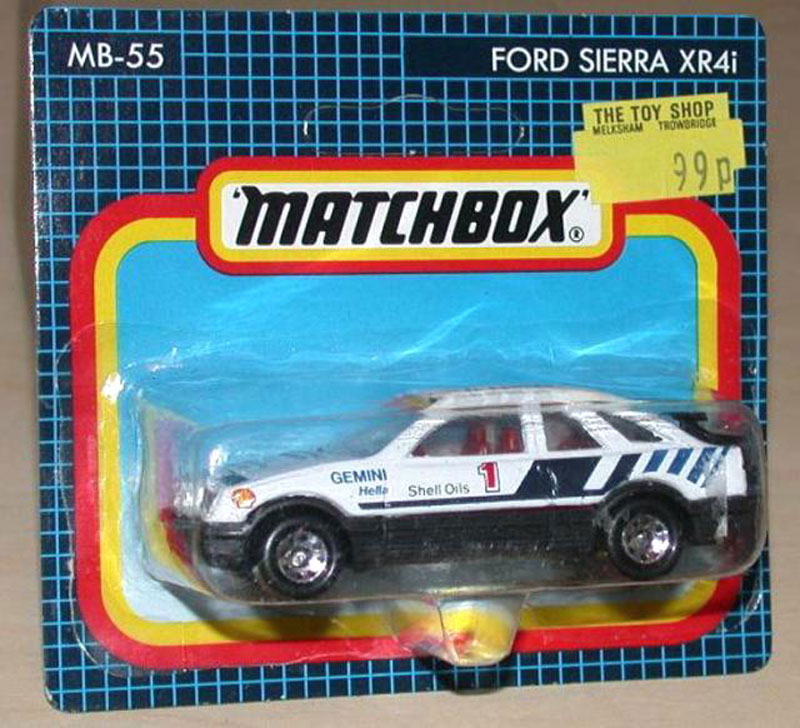 MB-55
FORD SIERRA XR4i
THE TOY SHOP
MELKSHAM TROWBRIDGE
99p
'MATCHBOX'®
GEMINI
Hella
Shell Oils
1